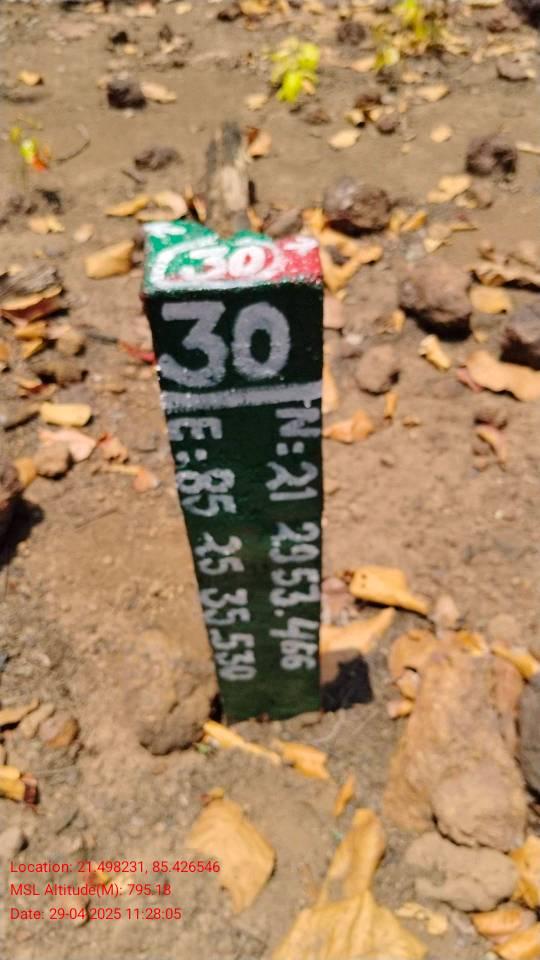 30
30
N: 21 29 53.466
E: 85 25 35.530
Location: 21.498231, 85.426546
MSL Altitude(M): 795.18
Date: 29-04-2025 11:28:05